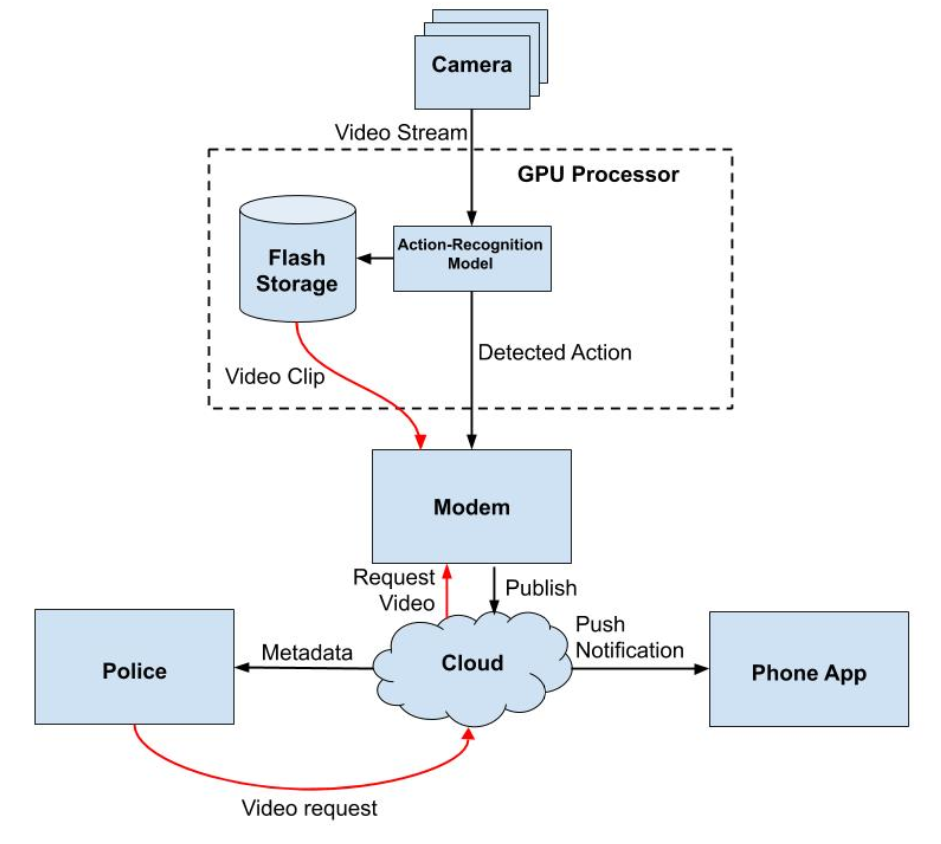 Camera
Video Stream
GPU Processor
Action-Recognition
Model
Flash
Storage
Detected Action
Video Clip
Modem
Request
Video
Publish
Push
Notification
Metadata
Cloud
Police
Phone App
Video request